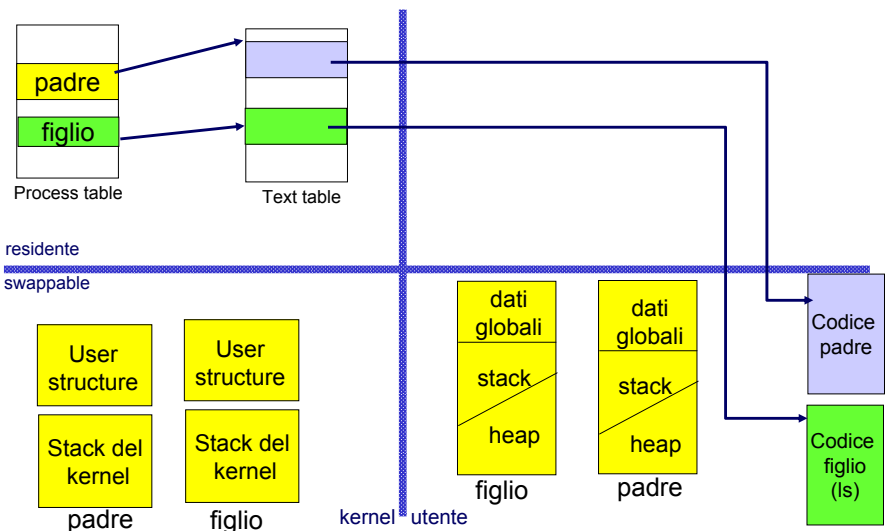 padre
figlio
Process table
Text table
residente
swappable
User
structure
Stack del
kernel
padre
User
structure
Stack del
kernel
figlio
kernel
utente
dati
globali
stack
heap
figlio
dati
globali
stack
heap
padre
Codice
padre
Codice
figlio
(ls)